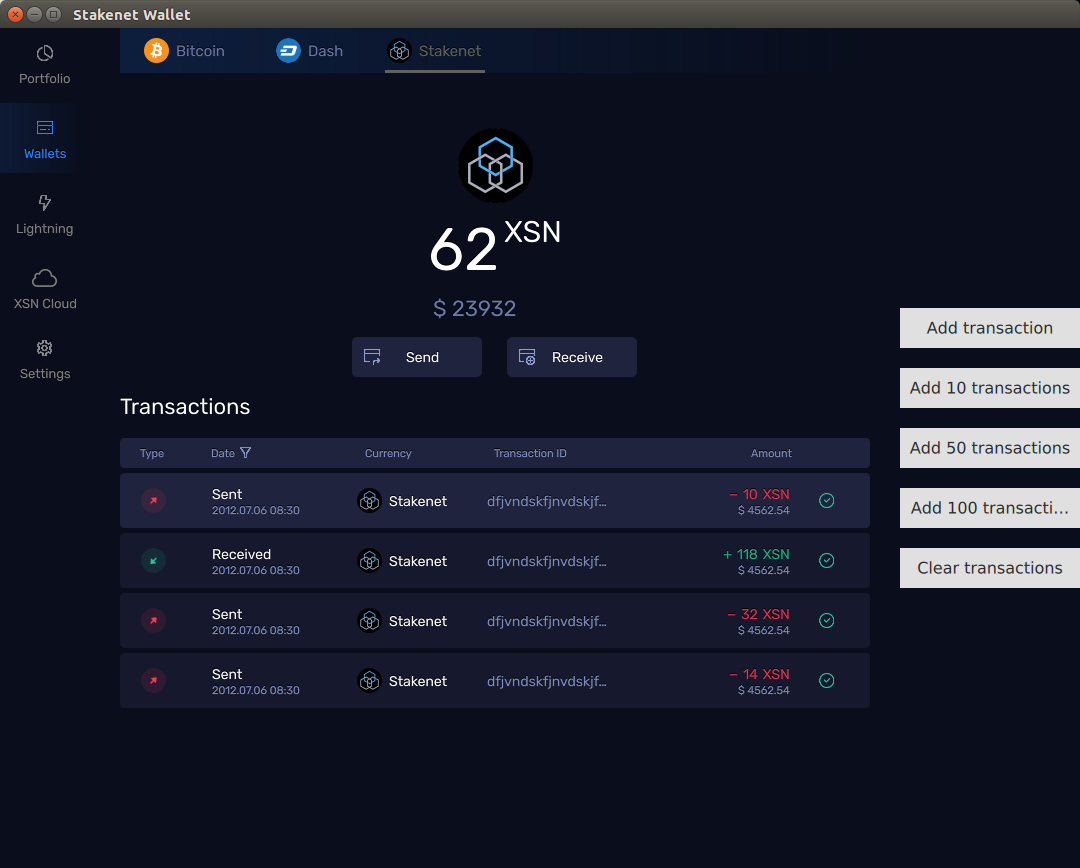 Stakenet Wallet
Portfolio
Wallets
Lightning
XSN Cloud
Settings
Bitcoin
Dash
Stakenet
62 XSN
$ 23932
Send
Receive
Transactions
Type Date Currency Transaction ID Amount
Sent
2012.07.06 08:30
Stakenet
dfjvndskfjnvdskjf...
– 10 XSN
$ 4562.54
Received
2012.07.06 08:30
Stakenet
dfjvndskfjnvdskjf...
+ 118 XSN
$ 4562.54
Sent
2012.07.06 08:30
Stakenet
dfjvndskfjnvdskjf...
– 32 XSN
$ 4562.54
Sent
2012.07.06 08:30
Stakenet
dfjvndskfjnvdskjf...
– 14 XSN
$ 4562.54
Add transaction
Add 10 transactions
Add 50 transactions
Add 100 transacti...
Clear transactions